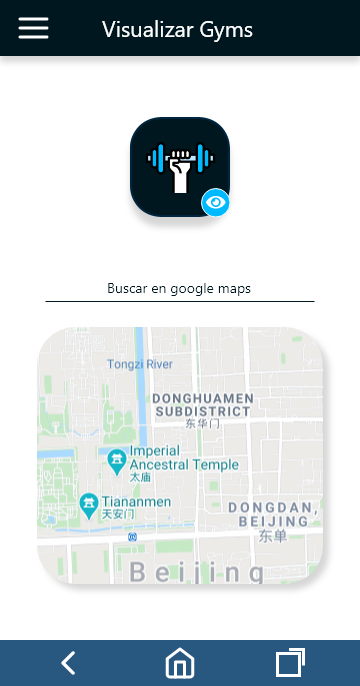 Visualizar Gyms
Buscar en google maps
Tongzi River
DONGHUAMEN
SUBDISTRICT
东华门
Imperial
Ancestral Temple
太庙
Tiananmen
天安门
DONGDAN,
BEIJING
东单
Beijing